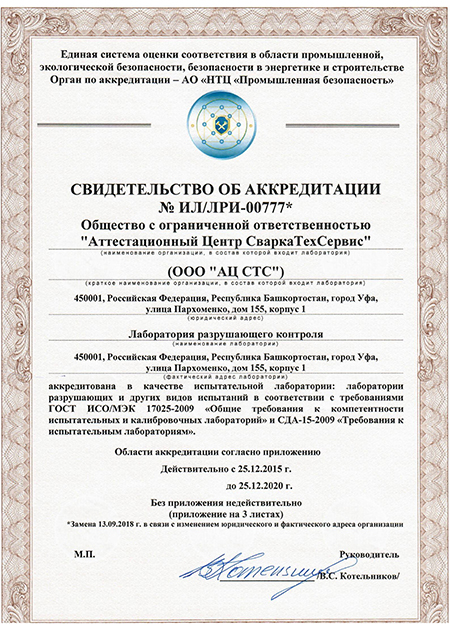 Единая система оценки соответствия в области промышленной,
экологической безопасности, безопасности в энергетике и строительстве
Орган по аккредитации – АО «НТЦ «Промышленная безопасность»
СВИДЕТЕЛЬСТВО ОБ АККРЕДИТАЦИИ
№ ИЛ/ЛРИ-00777*
Общество с ограниченной ответственностью
"Аттестационный Центр СваркаТехСервис"
(наименование организации, в состав которой входит лаборатория)
(ООО "АЦ СТС")
(краткое наименование организации, в состав которой входит лаборатория)
450001, Российская Федерация, Республика Башкортостан, город Уфа,
улица Пархоменко, дом 155, корпус 1
(юридический адрес)
Лаборатория разрушающего контроля
(наименование лаборатории)
450001, Российская Федерация, Республика Башкортостан, город Уфа,
улица Пархоменко, дом 155, корпус 1
(фактический адрес лаборатории)
аккредитована в качестве испытательной лаборатории: лаборатории
разрушающих и других видов испытаний в соответствии с требованиями
ГОСТ ИСО/МЭК 17025-2009 «Общие требования к компетентности
испытательных и калибровочных лабораторий» и СДА-15-2009 «Требования к
испытательным лабораториям».
Области аккредитации согласно приложению
Действительно с 25.12.2015 г.
до 25.12.2020 г.
Без приложения недействительно
(приложение на 3 листах)
*Замена 13.09.2018 г. в связи с изменением юридического и фактического адреса организации
М.П. Руководитель
/В.С. Котельников/